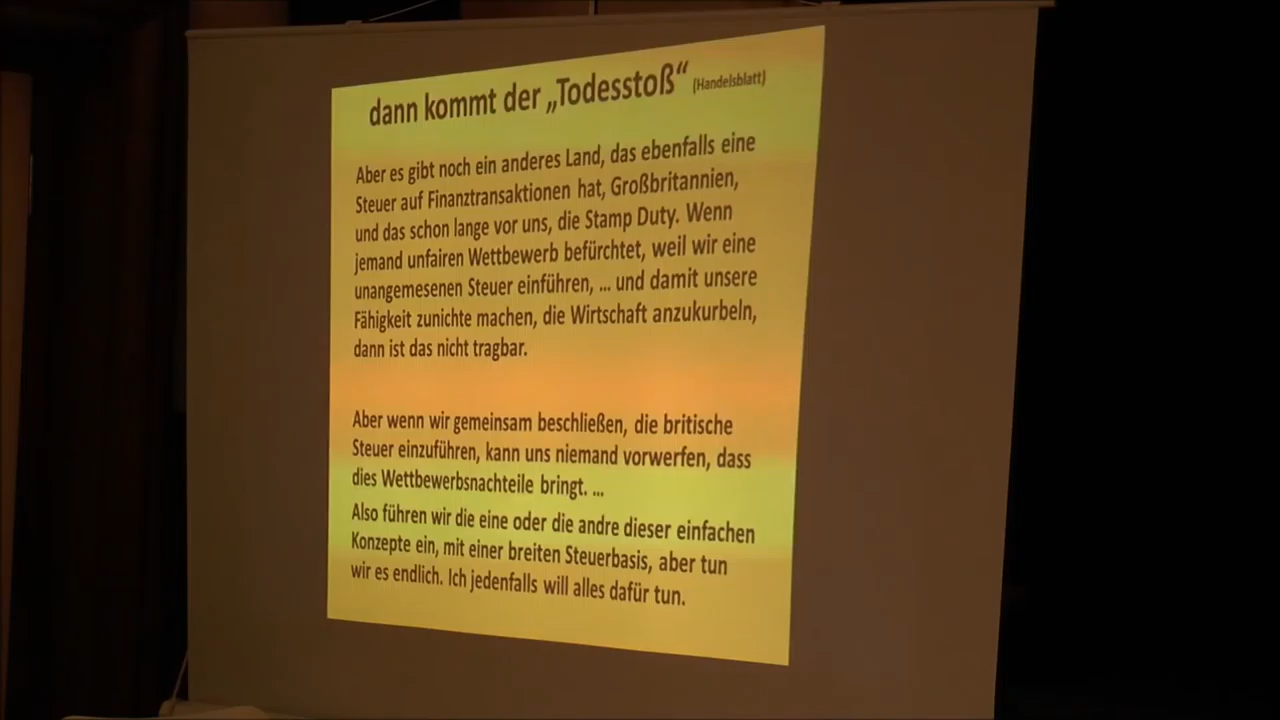 dann kommt der „Todesstoß“ (Handelsblatt)
Aber es gibt noch ein anderes Land, das ebenfalls eine
Steuer auf Finanztransaktionen hat, Großbritannien,
und das schon lange vor uns, die Stamp Duty. Wenn
jemand unfairen Wettbewerb befürchtet, weil wir eine
unangemesenen Steuer einführen, ... und damit unsere
Fähigkeit zunichte machen, die Wirtschaft anzukurbeln,
dann ist das nicht tragbar.
Aber wenn wir gemeinsam beschließen, die britische
Steuer einzuführen, kann uns niemand vorwerfen, dass
dies Wettbewerbsnachteile bringt. ...
Also führen wir die eine oder die andre dieser einfachen
Konzepte ein, mit einer breiten Steuerbasis, aber tun
wir es endlich. Ich jedenfalls will alles dafür tun.